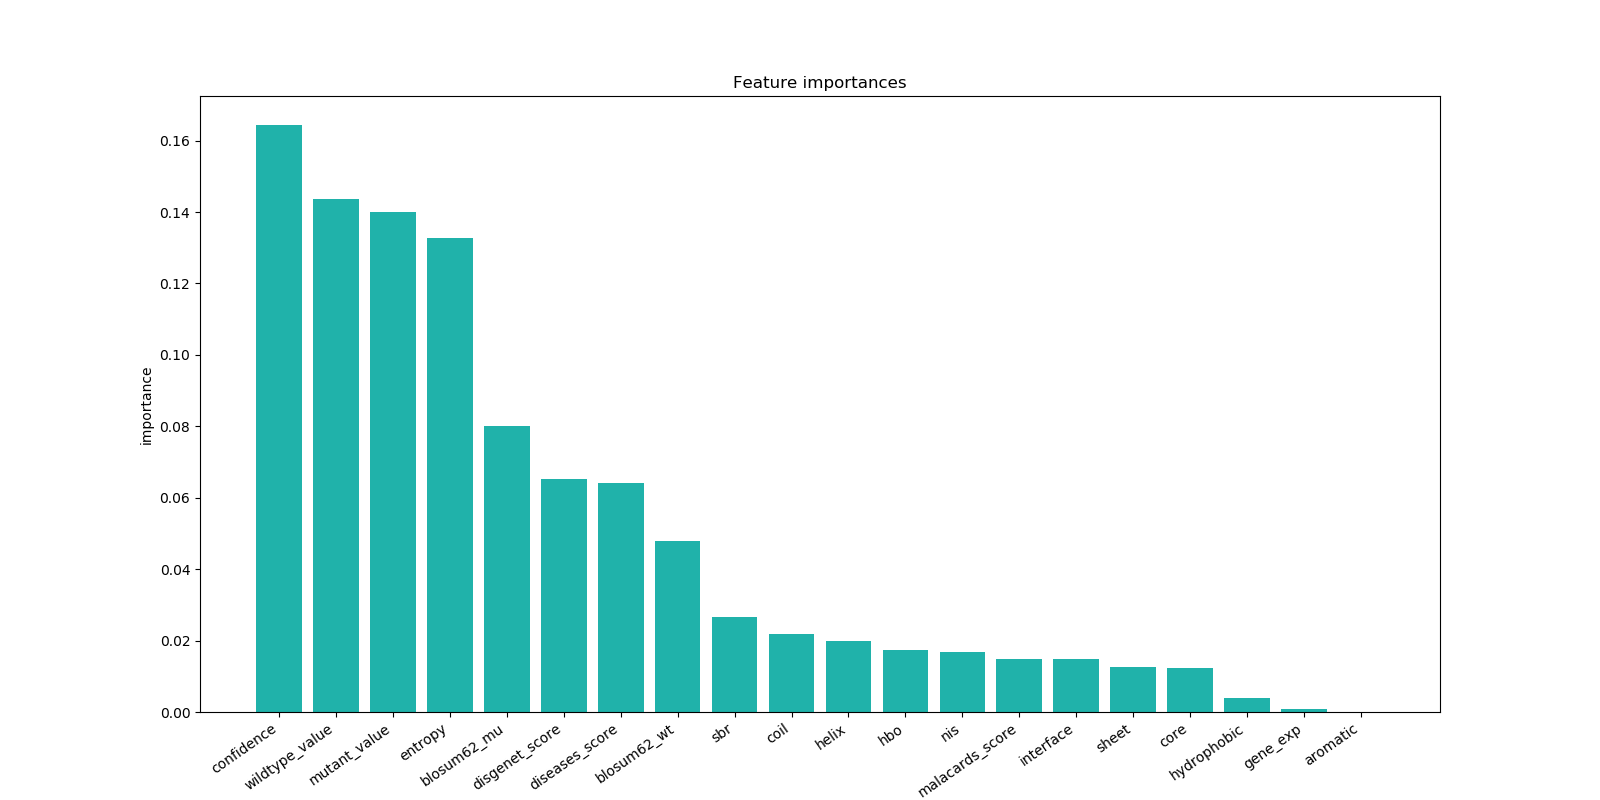 Feature importances
importance
0.16
0.14
0.12
0.10
0.08
0.06
0.04
0.02
0.00
confidence
wildtype_value
mutant_value
entropy
blosum62_mu
disgenet_score
diseases_score
blosum62_wt
sbr
coil
helix
hbo
nis
malacards_score
interface
sheet
core
hydrophobic
gene_exp
aromatic